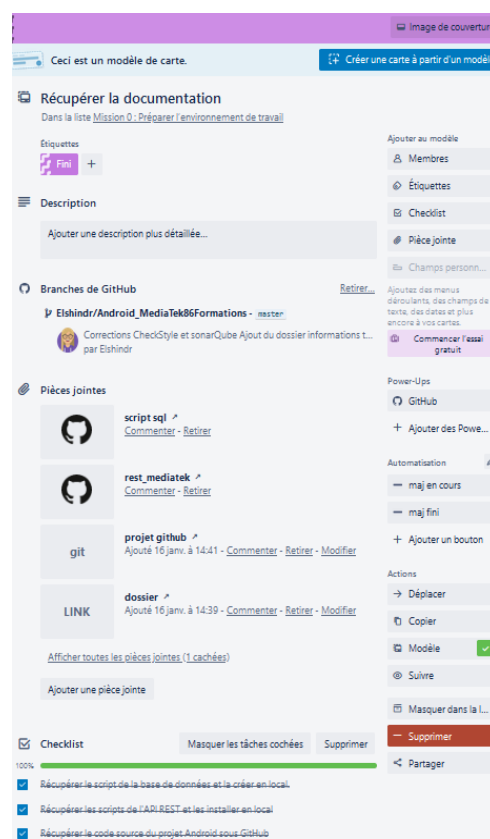 Image de couvertur
Ceci est un modèle de carte.
Créer une carte à partir d'un modèl
Récupérer la documentation
Dans la liste Mission 0 : Préparer l'environnement de travail
Étiquettes
Fini
Description
Ajouter une description plus détaillée...
Branches de GitHub
Retirer...
Elshindr/Android_MediaTek86Formations - master
Corrections CheckStyle et sonarQube Ajout du dossier informations t...
par Elshindr
Pièces jointes
script sql ↗
Commenter - Retirer
rest_mediatek ↗
Commenter - Retirer
git
projet github ↗
Ajouté 16 janv. à 14:41 - Commenter - Retirer - Modifier
LINK
dossier ↗
Ajouté 16 janv. à 14:39 - Commenter - Retirer - Modifier
Afficher toutes les pièces jointes (1 cachées)
Ajouter une pièce jointe
Checklist
Masquer les tâches cochées
Supprimer
100%
Récupérer le script de la base de données et la créer en local.
Récupérer les scripts de l'API REST et les installer en local
Récupérer le code source du projet Android sous GitHub
Ajouter au modèle
Membres
Étiquettes
Checklist
Pièce jointe
Champs personn...
Ajoutez des menus
déroulants, des champs de
texte, des dates et plus
encore à vos cartes.
Commencer l'essai
gratuit
Power-Ups
GitHub
+ Ajouter des Powe...
Automatisation
maj en cours
maj fini
+ Ajouter un bouton
Actions
→ Déplacer
Copier
Modèle
Suivre
Masquer dans la l...
Supprimer
Partager